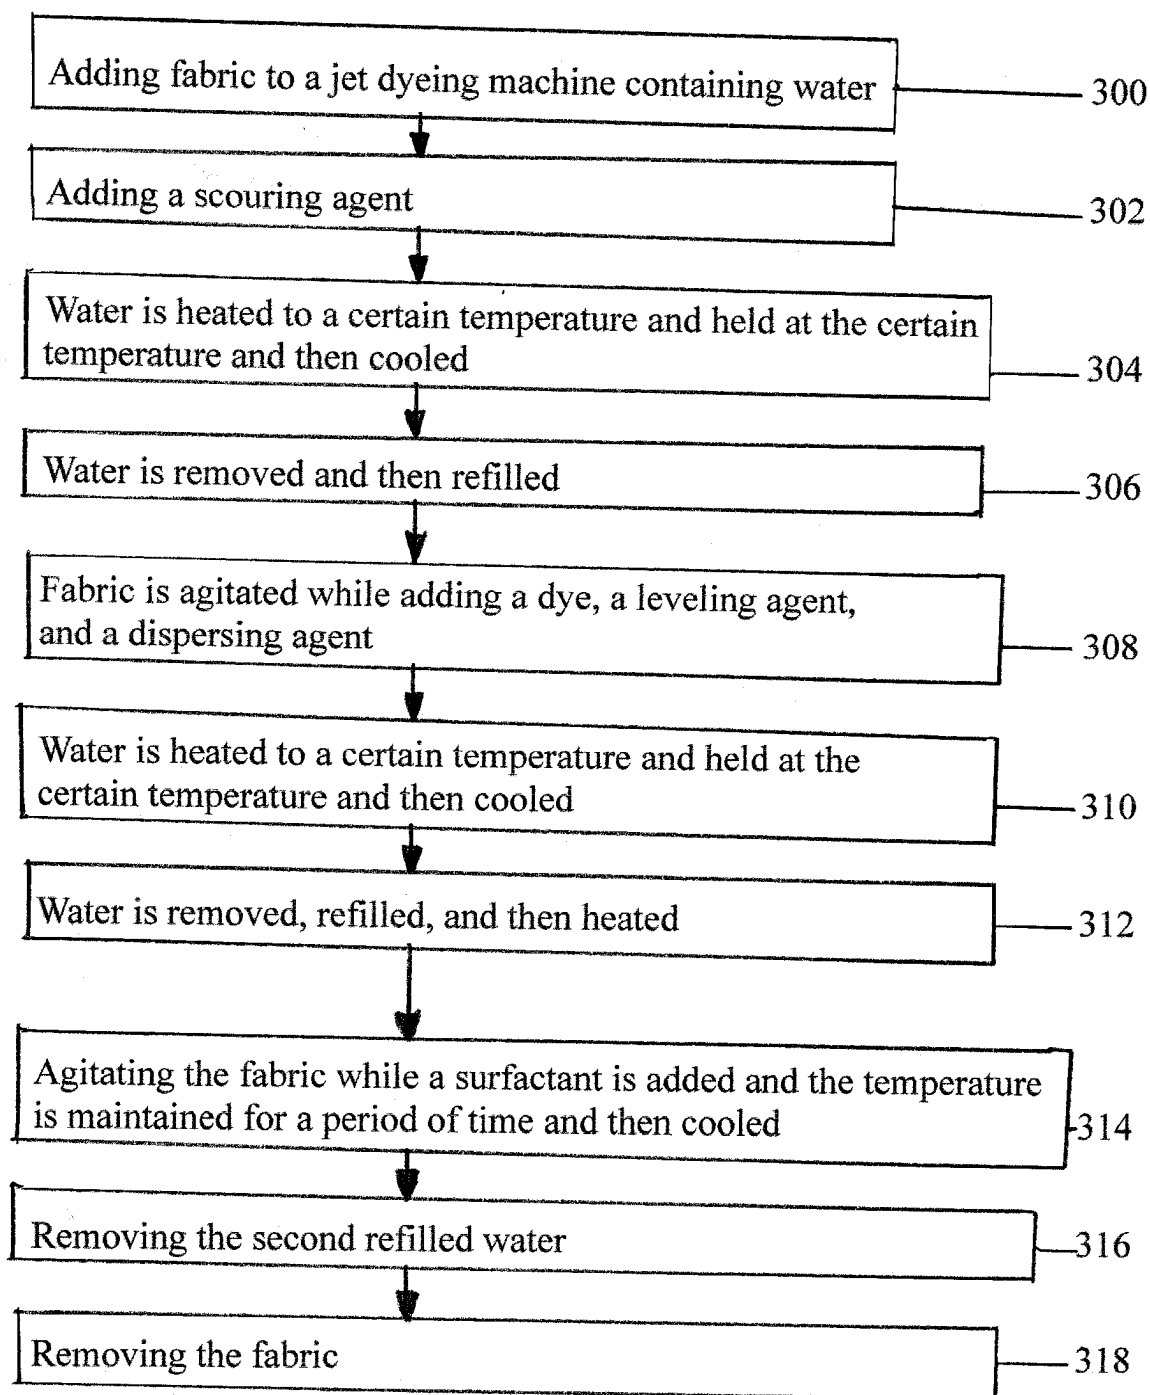 Adding fabric to a jet dyeing machine containing water
300
Adding a scouring agent
302
Water is heated to a certain temperature and held at the certain
temperature and then cooled
304
Water is removed and then refilled
306
Fabric is agitated while adding a dye, a leveling agent,
and a dispersing agent
308
Water is heated to a certain temperature and held at the
certain temperature and then cooled
310
Water is removed, refilled, and then heated
312
Agitating the fabric while a surfactant is added and the temperature
is maintained for a period of time and then cooled
314
Removing the second refilled water
316
Removing the fabric
318